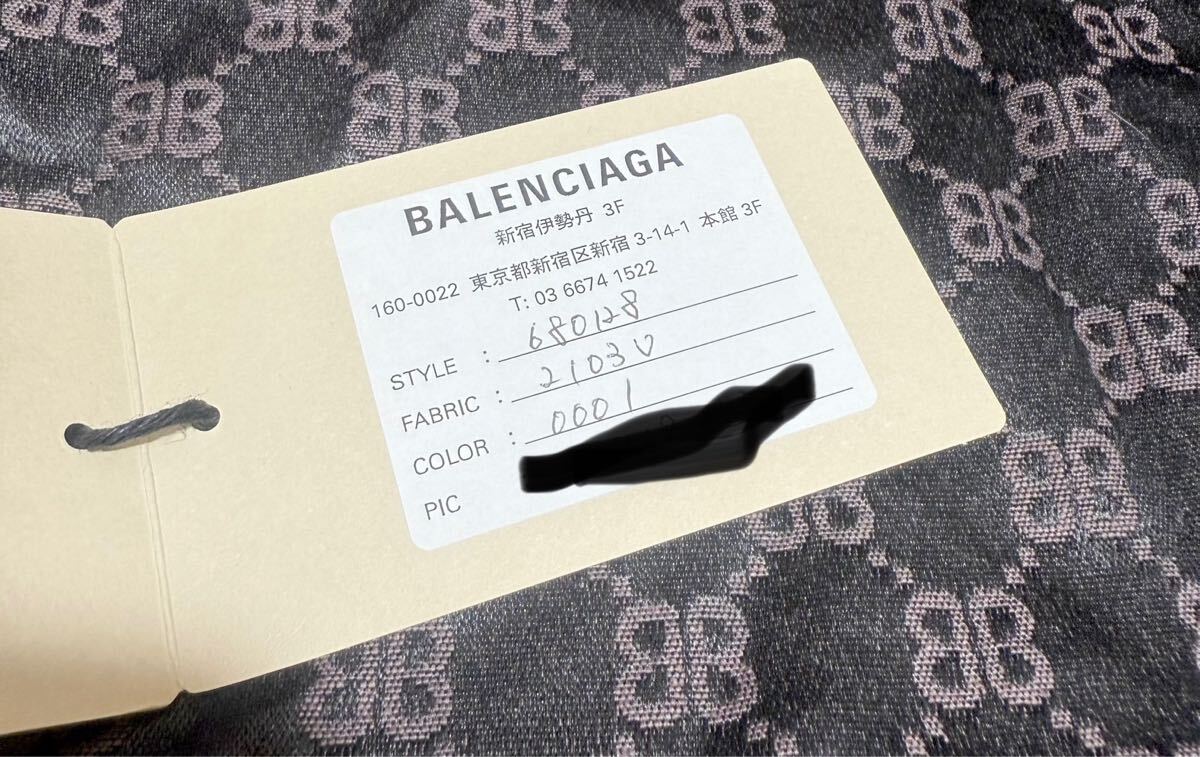 BALENCIAGA
新宿伊勢丹 3F
160-0022 東京都新宿区新宿 3-14-1 本館 3F
T: 03 6674 1522
STYLE : 680128
FABRIC : 2103V
COLOR : 0001
PIC